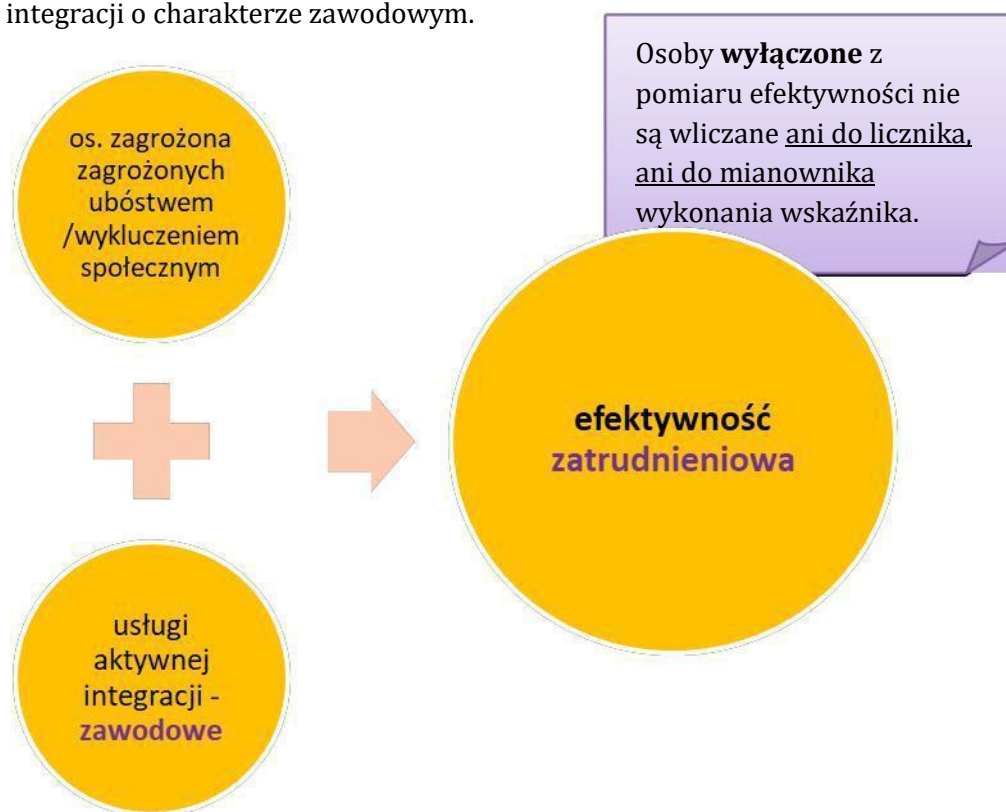 integracji o charakterze zawodowym.
Osoby wyłączone z
pomiaru efektywności nie
są wliczane ani do licznika,
ani do mianownika
wykonania wskaźnika.
os. zagrożona
zagrożonych
ubóstwem
/wykluczeniem
społecznym
efektywność
zatrudnieniowa
usługi
aktywnej
integracji -
zawodowe